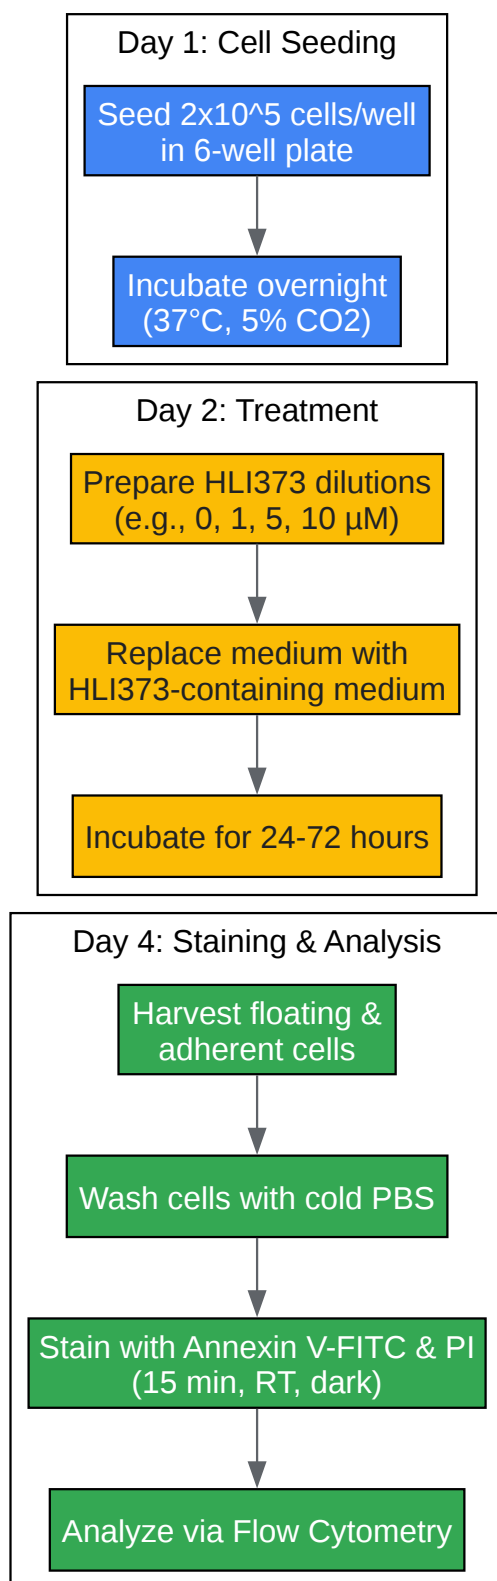 Day 1: Cell Seeding
Seed 2x10^5 cells/well
in 6-well plate
Incubate overnight
(37°C, 5% CO2)
Day 2: Treatment
Prepare HLI373 dilutions
(e.g., 0, 1, 5, 10 µM)
Replace medium with
HLI373-containing medium
Incubate for 24-72 hours
Day 4: Staining & Analysis
Harvest floating &
adherent cells
Wash cells with cold PBS
Stain with Annexin V-FITC & PI
(15 min, RT, dark)
Analyze via Flow Cytometry